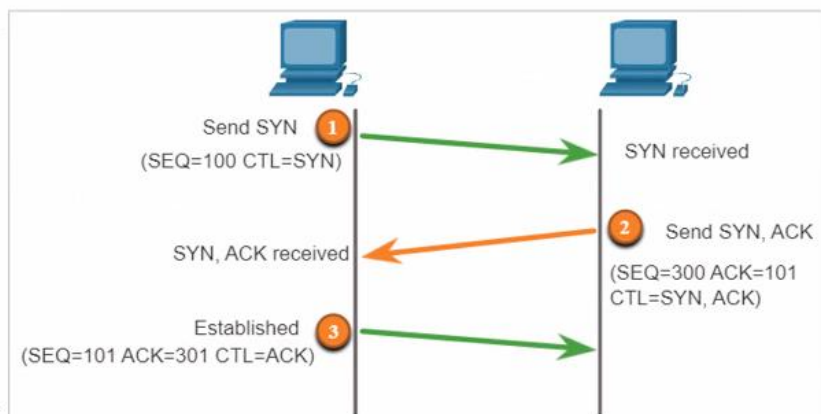 Send SYN 1
(SEQ=100 CTL=SYN)
SYN received
2 Send SYN, ACK
SYN, ACK received
(SEQ=300 ACK=101
CTL=SYN, ACK)
Established 3
(SEQ=101 ACK=301 CTL=ACK)